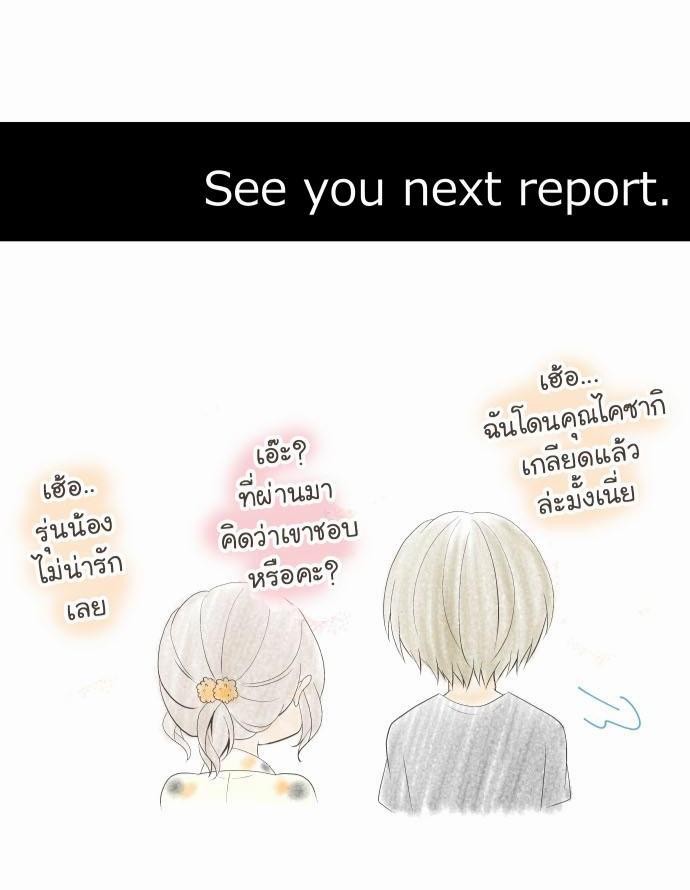 See you next report.
เฮ้อ...
ฉันโดนคุณไคซากิ
เกลียดแล้ว
ล่ะมั้งเนี่ย
เอ๊ะ?
ที่ผ่านมา
คิดว่าเขาชอบ
หรือคะ?
เฮ้อ..
รุ่นน้อง
ไม่น่ารัก
เลย